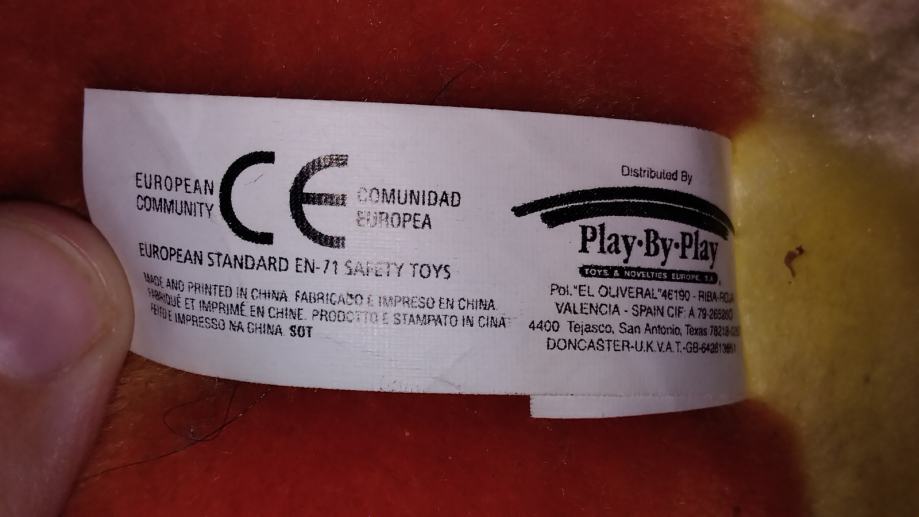 EUROPEAN
COMMUNITY
CE
COMUNIDAD
EUROPEA
EUROPEAN STANDARD EN-71 SAFETY TOYS
MADE AND PRINTED IN CHINA. FABRICADO E IMPRESO EN CHINA.
FABRIQUÉ ET IMPRIMÉ EN CHINE. PRODOTTO E STAMPATO IN CINA
FEITO E IMPRESSO NA CHINA SOT
Distributed By
Play·By·Play
TOYS & NOVELTIES EUROPE, S.A.
Pol. "EL OLIVERAL" 46190 - RIBA-ROJA
VALENCIA - SPAIN CIF: A
4400 Tejasco, San Antonio, Texas
DONCASTER-U.K.V.A.T.-GB-